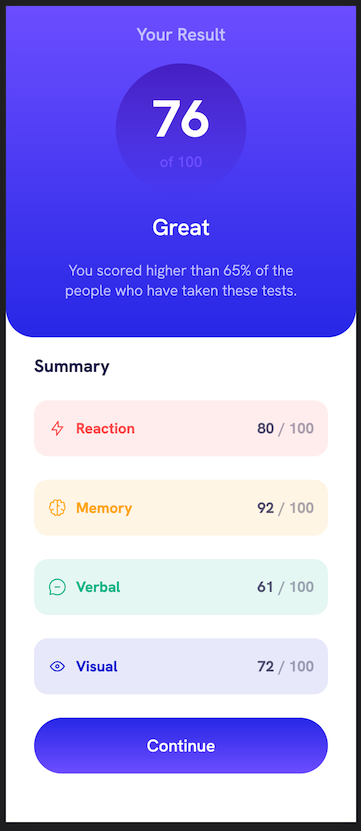 Your Result
76
of 100
Great
You scored higher than 65% of the
people who have taken these tests.
Summary
Reaction 80 / 100
Memory 92 / 100
Verbal 61 / 100
Visual 72 / 100
Continue